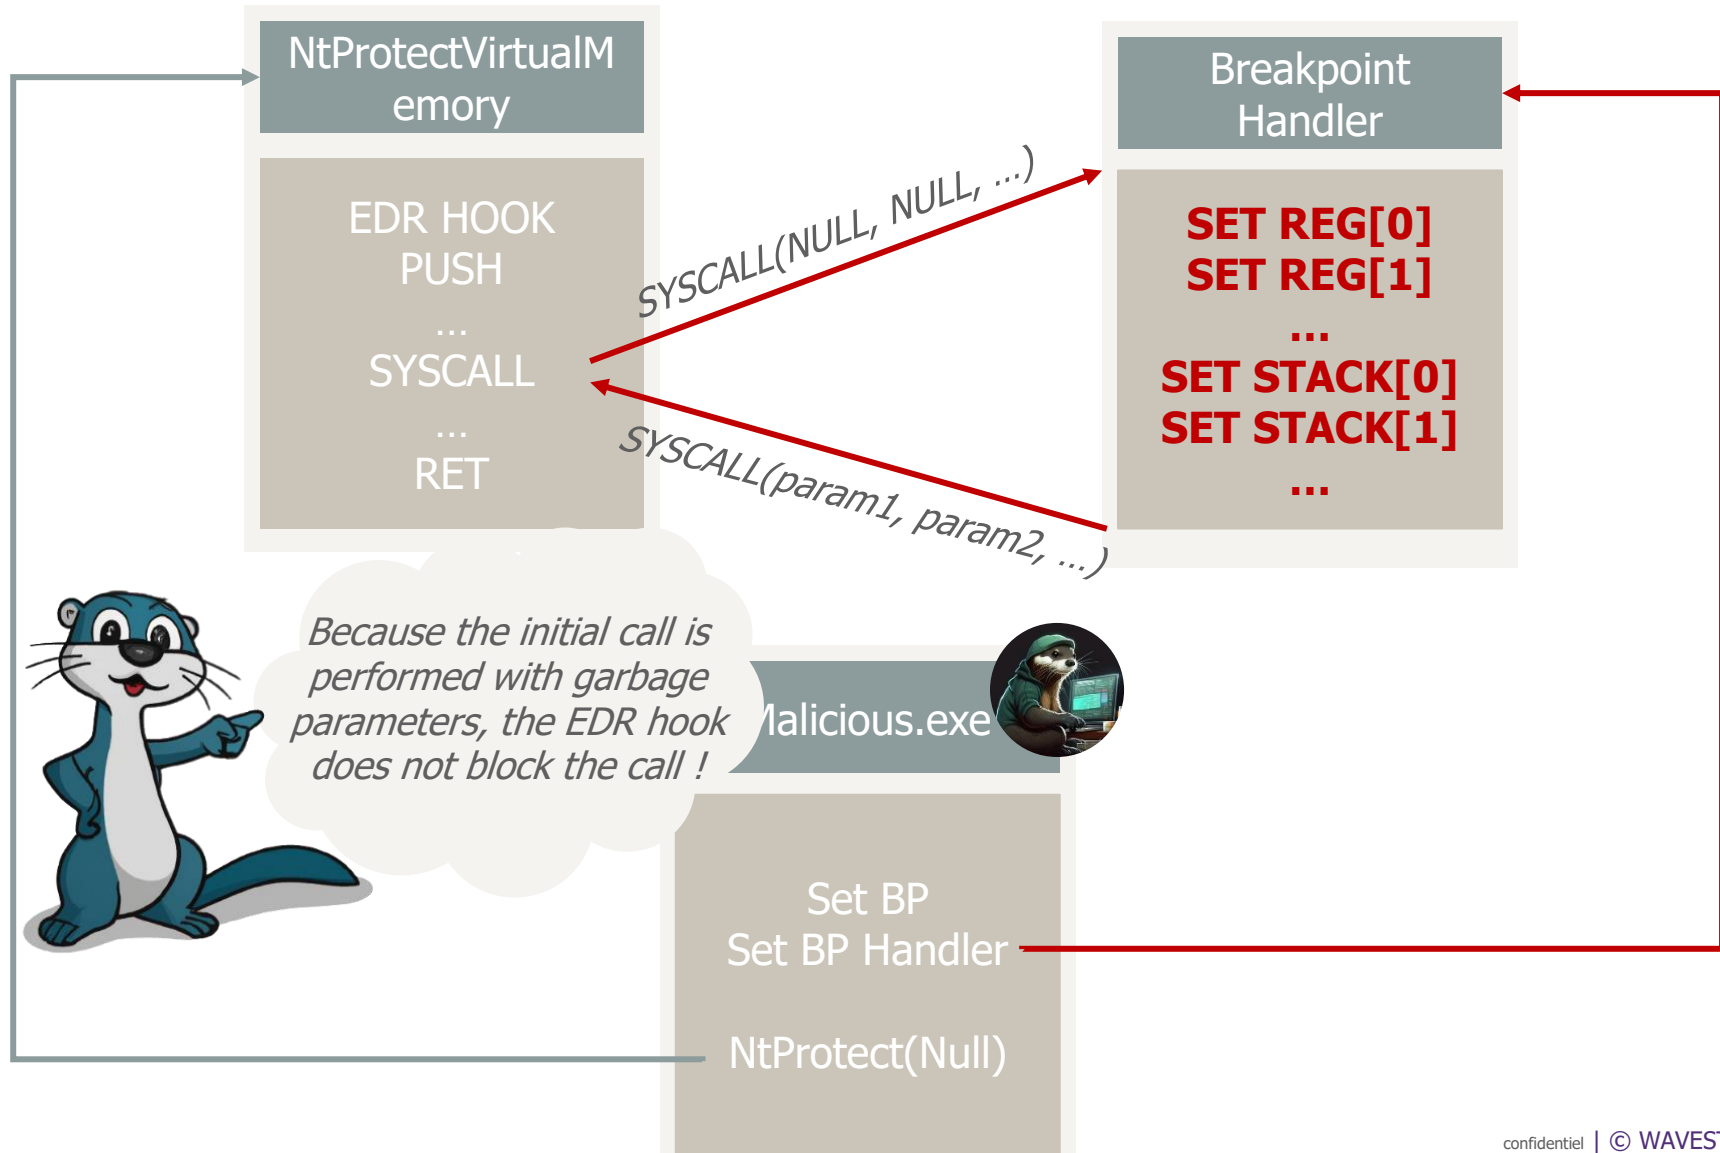 NtProtectVirtualM
emory
EDR HOOK
PUSH
...
SYSCALL
...
RET
SYSCALL(NULL, NULL, ...)
SYSCALL(param1, param2, ...)
Breakpoint
Handler
SET REG[0]
SET REG[1]
...
SET STACK[0]
SET STACK[1]
...
Because the initial call is
performed with garbage
parameters, the EDR hook
does not block the call !
Malicious.exe
Set BP
Set BP Handler
NtProtect(Null)
confidentiel | © WAVEST